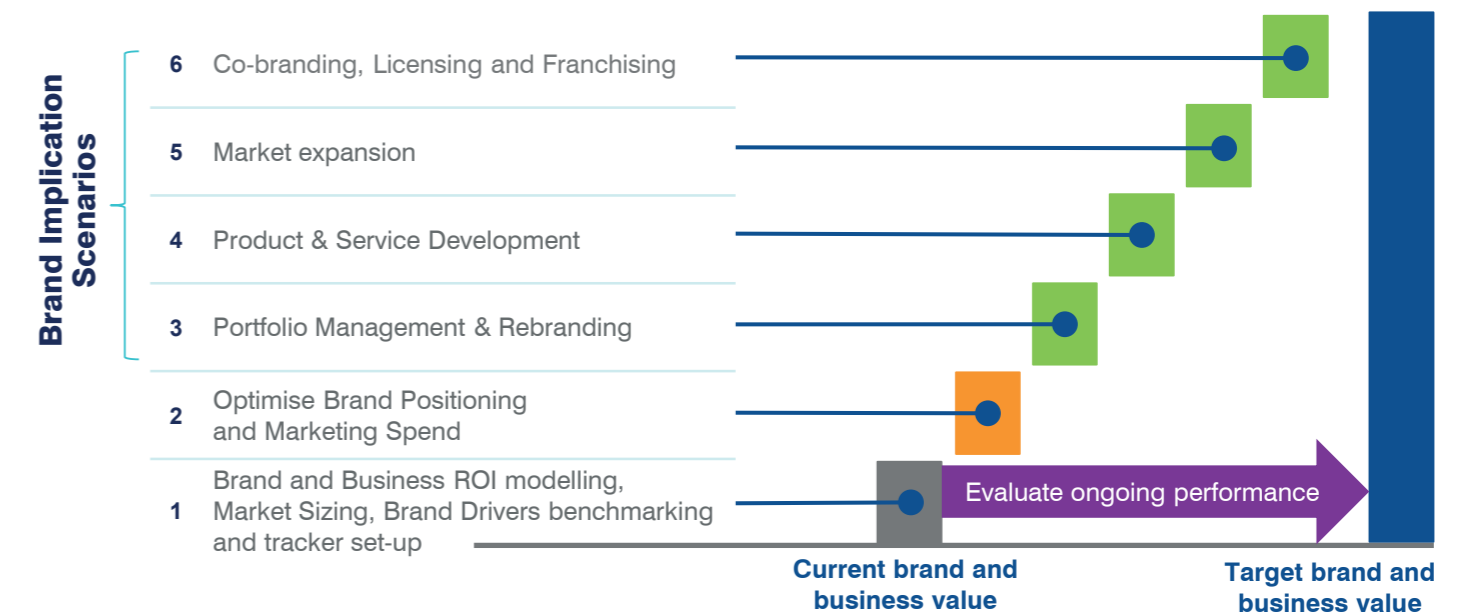 Brand Implication
Scenarios
6 Co-branding, Licensing and Franchising
5 Market expansion
4 Product & Service Development
3 Portfolio Management & Rebranding
2 Optimise Brand Positioning
and Marketing Spend
1 Brand and Business ROI modelling,
Market Sizing, Brand Drivers benchmarking
and tracker set-up
Evaluate ongoing performance
Current brand and
business value
Target brand and
business value